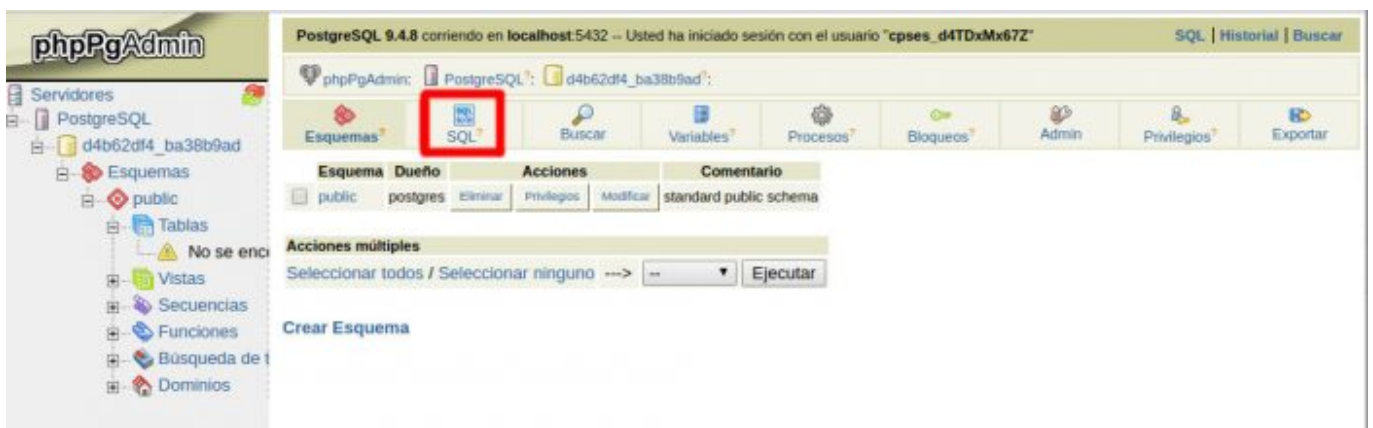 phpPgAdmin
Servidores
PostgreSQL
d4b62df4_ba38b9ad
Esquemas
public
Tablas
No se enco
Vistas
Secuencias
Funciones
Búsqueda de t
Dominios
PostgreSQL 9.4.8 corriendo en localhost:5432 -- Usted ha iniciado sesión con el usuario "cpses_d4TDxMx67Z"
SQL | Historial | Buscar
phpPgAdmin: PostgreSQL?: d4b62df4_ba38b9ad?:
Esquemas? SQL? Buscar Variables? Procesos? Bloqueos? Admin Privilegios? Exportar
Esquema Dueño Acciones Comentario
public postgres Eliminar Privilegios Modificar standard public schema
Acciones múltiples
Seleccionar todos / Seleccionar ninguno ---> -- Ejecutar
Crear Esquema